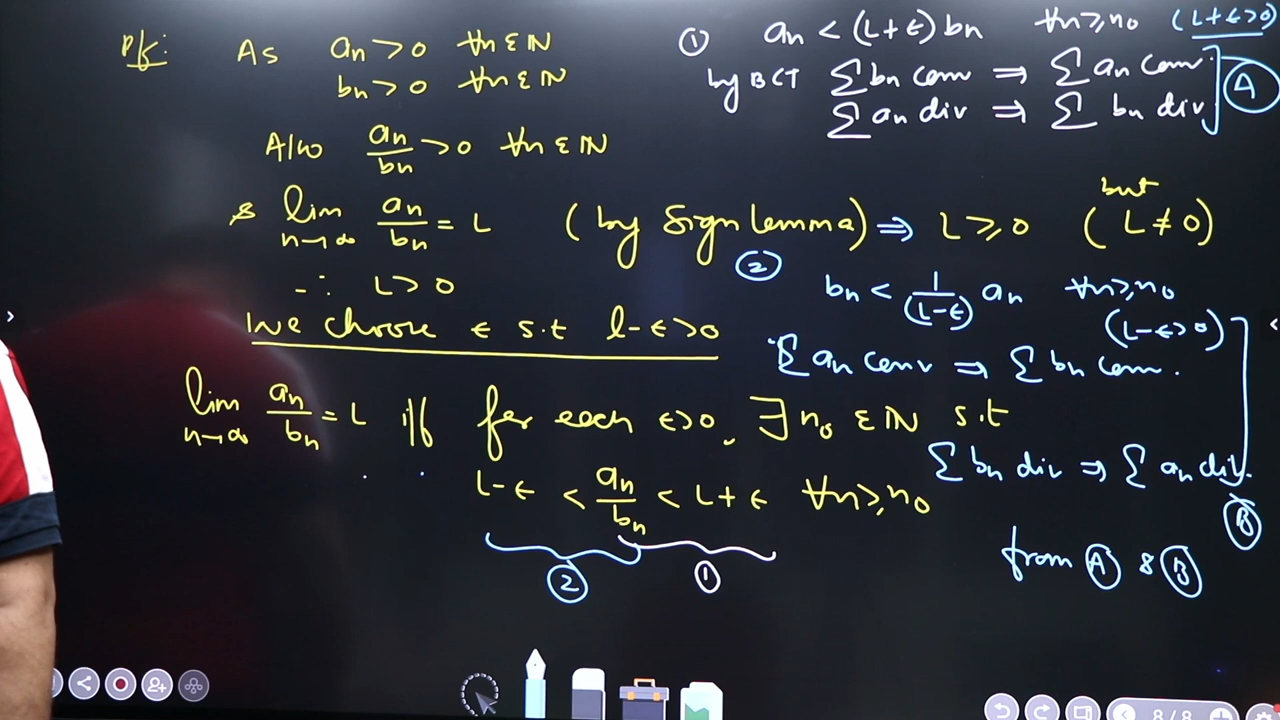 Pf: As an > 0 ∀n∈N
bn > 0 ∀n∈N
Also an/bn > 0 ∀n∈N
& lim n→∞ an/bn = L (by Sign lemma) ⇒ L ≥ 0 but (L ≠ 0)
∴ L > 0
We choose ϵ s.t l-ϵ>0
lim n→∞ an/bn = L iff for each ϵ>0, ∃ n0 ∈ N s.t
L-ϵ < an/bn < L+ϵ ∀n≥n0
② ①
① an < (L+ϵ) bn ∀n≥n0 (L+ϵ>0)
by BCT ∑bn conv ⇒ ∑an conv.
∑an div ⇒ ∑ bn div
A
② bn < 1/(L-ϵ) an ∀n≥n0
(L-ϵ>0)
∑an conv ⇒ ∑bn conv.
∑bn div ⇒ ∑an div.
B
from A & B
8/8